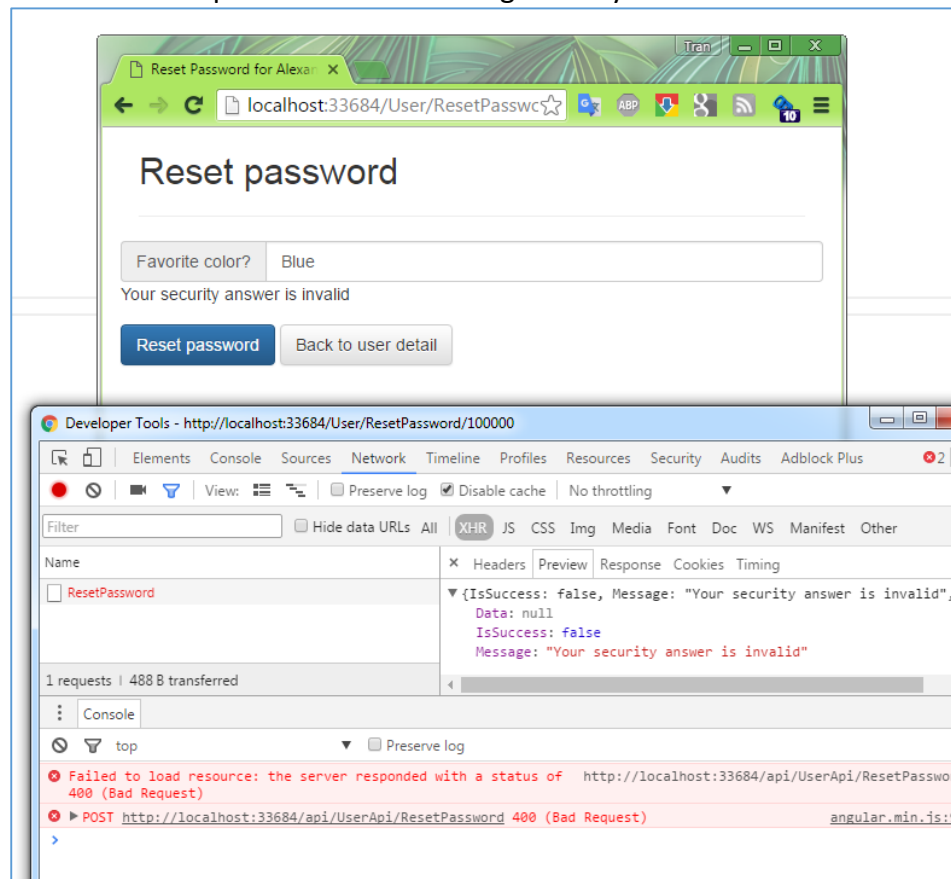 Tran
Reset Password for Alexan
localhost:33684/User/ResetPasswc
ABP
10
Reset password
Favorite color? Blue
Your security answer is invalid
Reset password Back to user detail
Developer Tools - http://localhost:33684/User/ResetPassword/100000
Elements Console Sources Network Timeline Profiles Resources Security Audits Adblock Plus 2
View: Preserve log Disable cache No throttling
Filter Hide data URLs All XHR JS CSS Img Media Font Doc WS Manifest Other
Name
Headers Preview Response Cookies Timing
ResetPassword
{IsSuccess: false, Message: "Your security answer is invalid",
Data: null
IsSuccess: false
Message: "Your security answer is invalid"
1 requests | 488 B transferred
Console
top Preserve log
Failed to load resource: the server responded with a status of http://localhost:33684/api/UserApi/ResetPasswo
400 (Bad Request)
POST http://localhost:33684/api/UserApi/ResetPassword 400 (Bad Request) angular.min.js: